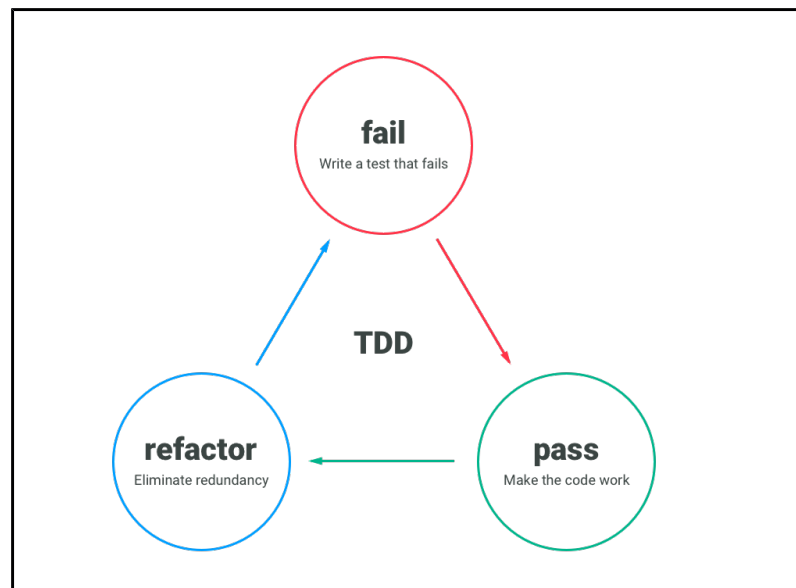 fail
Write a test that fails
TDD
refactor
Eliminate redundancy
pass
Make the code work